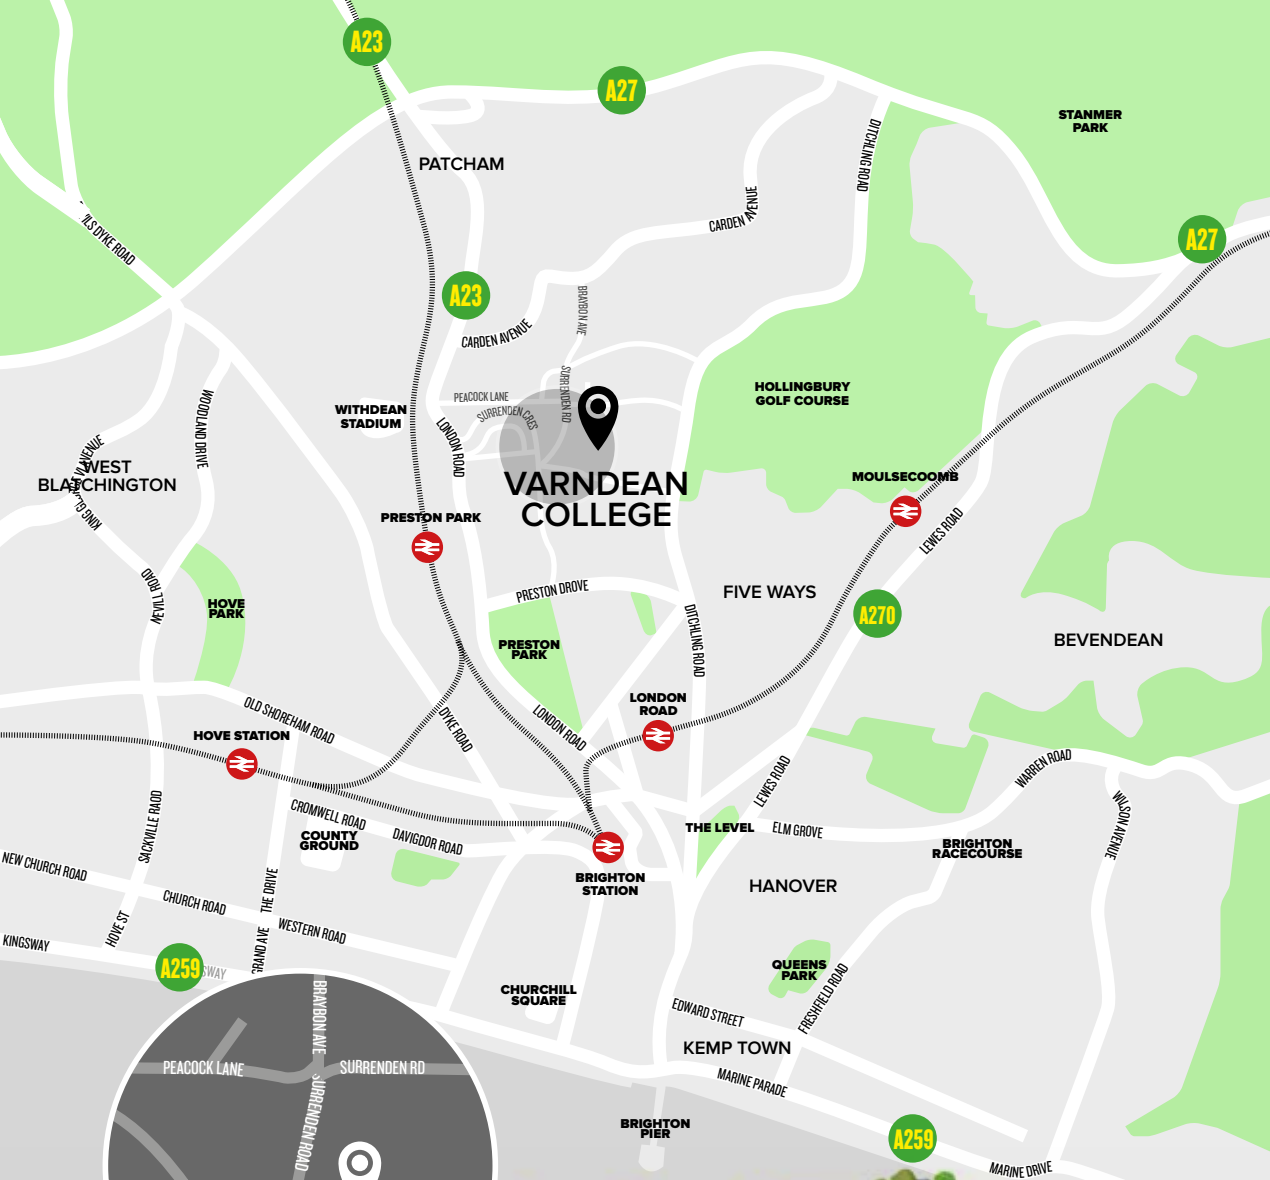 A23
A27
STANMER
PARK
DITCHLING ROAD
PATCHAM
CARDEN AVENUE
ILS DYKE ROAD
A27
A23
BRAYBON AVE
CARDEN AVENUE
SURRENDEN RD
HOLLINGBURY
GOLF COURSE
PEACOCK LANE
SURRENDEN CRES
WITHDEAN
STADIUM
WOODLAND DRIVE
LONDON ROAD
WEST
BLATCHINGTON
AVENUE
KING G
VARNDEAN
COLLEGE
MOULSECOOMB
PRESTON PARK
LEWES ROAD
NEVILL ROAD
HOVE
PARK
PRESTON DROVE
FIVE WAYS
A270
DITCHLING ROAD
BEVENDEAN
PRESTON
PARK
LONDON
ROAD
OLD SHOREHAM ROAD
LONDON ROAD
DYKE ROAD
HOVE STATION
LEWES ROAD
WARREN ROAD
CROMWELL ROAD
COUNTY
GROUND
DAVIGDOR ROAD
SACKVILLE RAOD
THE LEVEL
ELM GROVE
WILSON AVENUE
BRIGHTON
RACECOURSE
NEW CHURCH ROAD
BRIGHTON
STATION
HANOVER
CHURCH ROAD
THE DRIVE
HOVE ST
WESTERN ROAD
KINGSWAY
GRAND AVE
A259
SWAY
QUEENS
PARK
CHURCHILL
SQUARE
FRESHFIELD ROAD
EDWARD STREET
KEMP TOWN
BRAYBON AVE
PEACOCK LANE
SURRENDEN RD
MARINE PARADE
SURRENDEN ROAD
BRIGHTON
PIER
A259
MARINE DRIVE